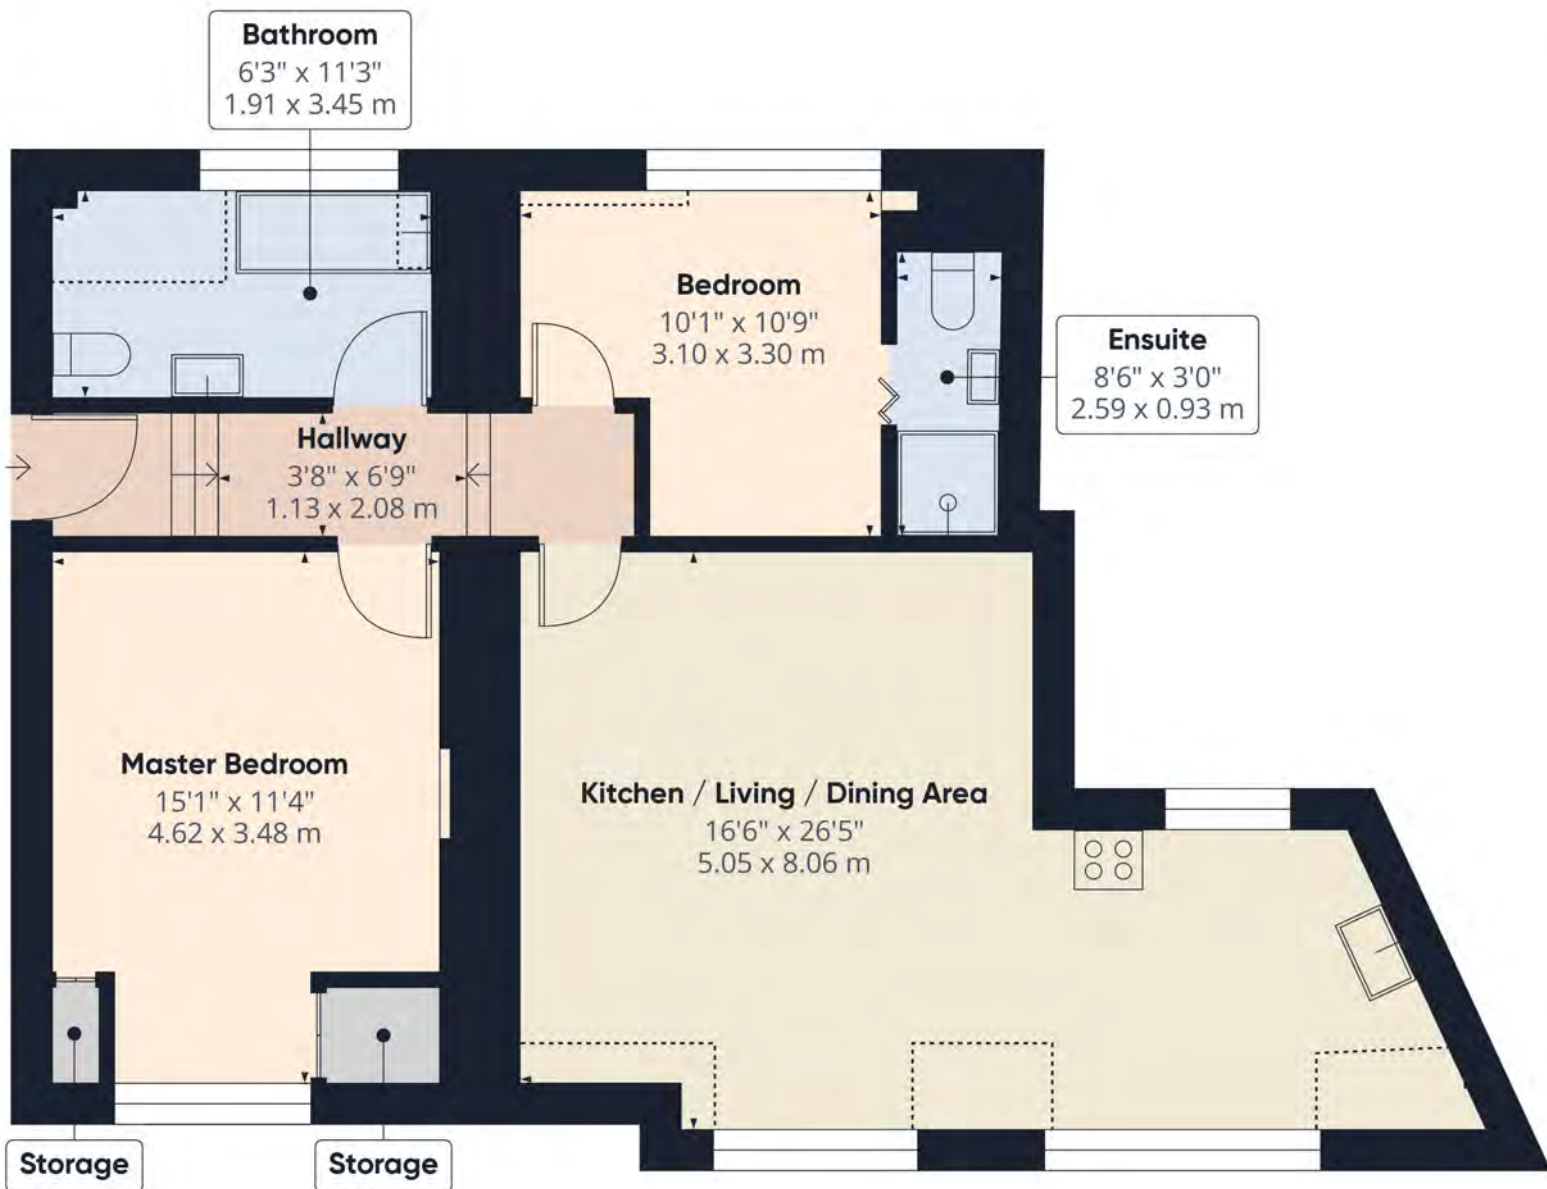 Bathroom
6'3" x 11'3"
1.91 x 3.45 m
Bedroom
10'1" x 10'9"
3.10 x 3.30 m
Ensuite
8'6" x 3'0"
2.59 x 0.93 m
Hallway
3'8" x 6'9"
1.13 x 2.08 m
Master Bedroom
15'1" x 11'4"
4.62 x 3.48 m
Kitchen / Living / Dining Area
16'6" x 26'5"
5.05 x 8.06 m
Storage
Storage